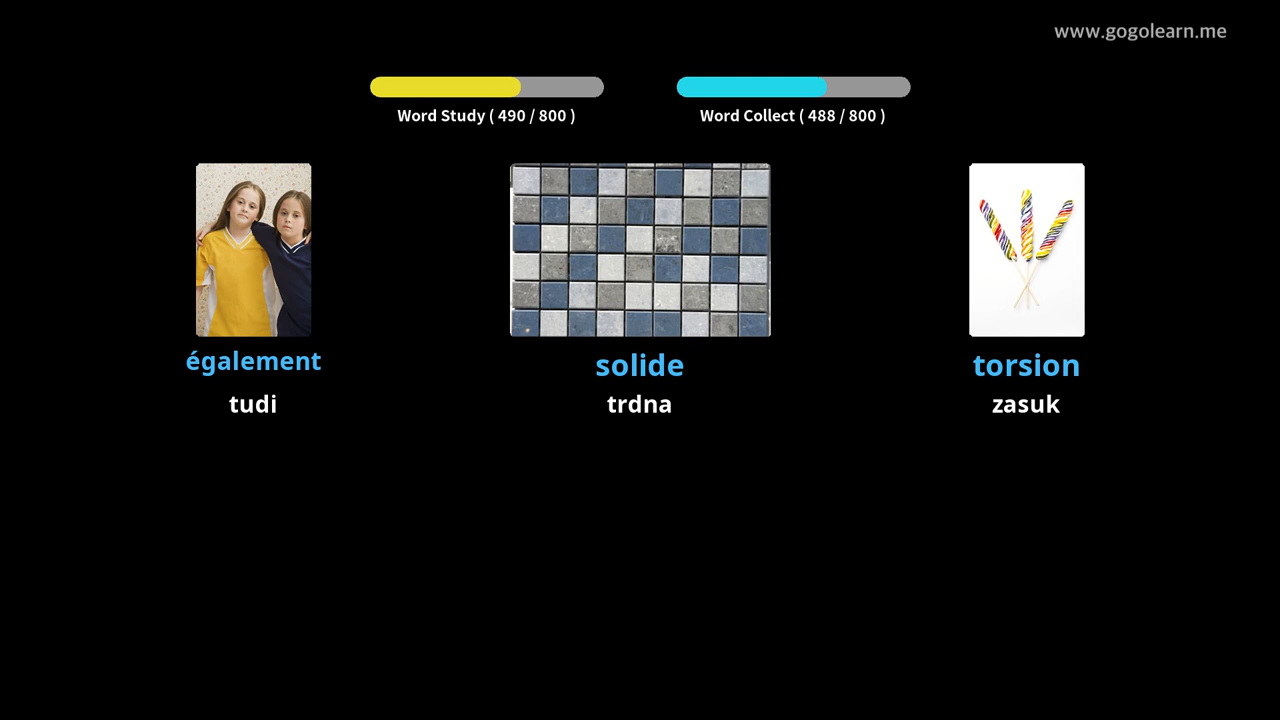 www.gogolearn.me
Word Study ( 490 / 800 )
Word Collect ( 488 / 800 )
également
solide
torsion
tudi
trdna
zasuk